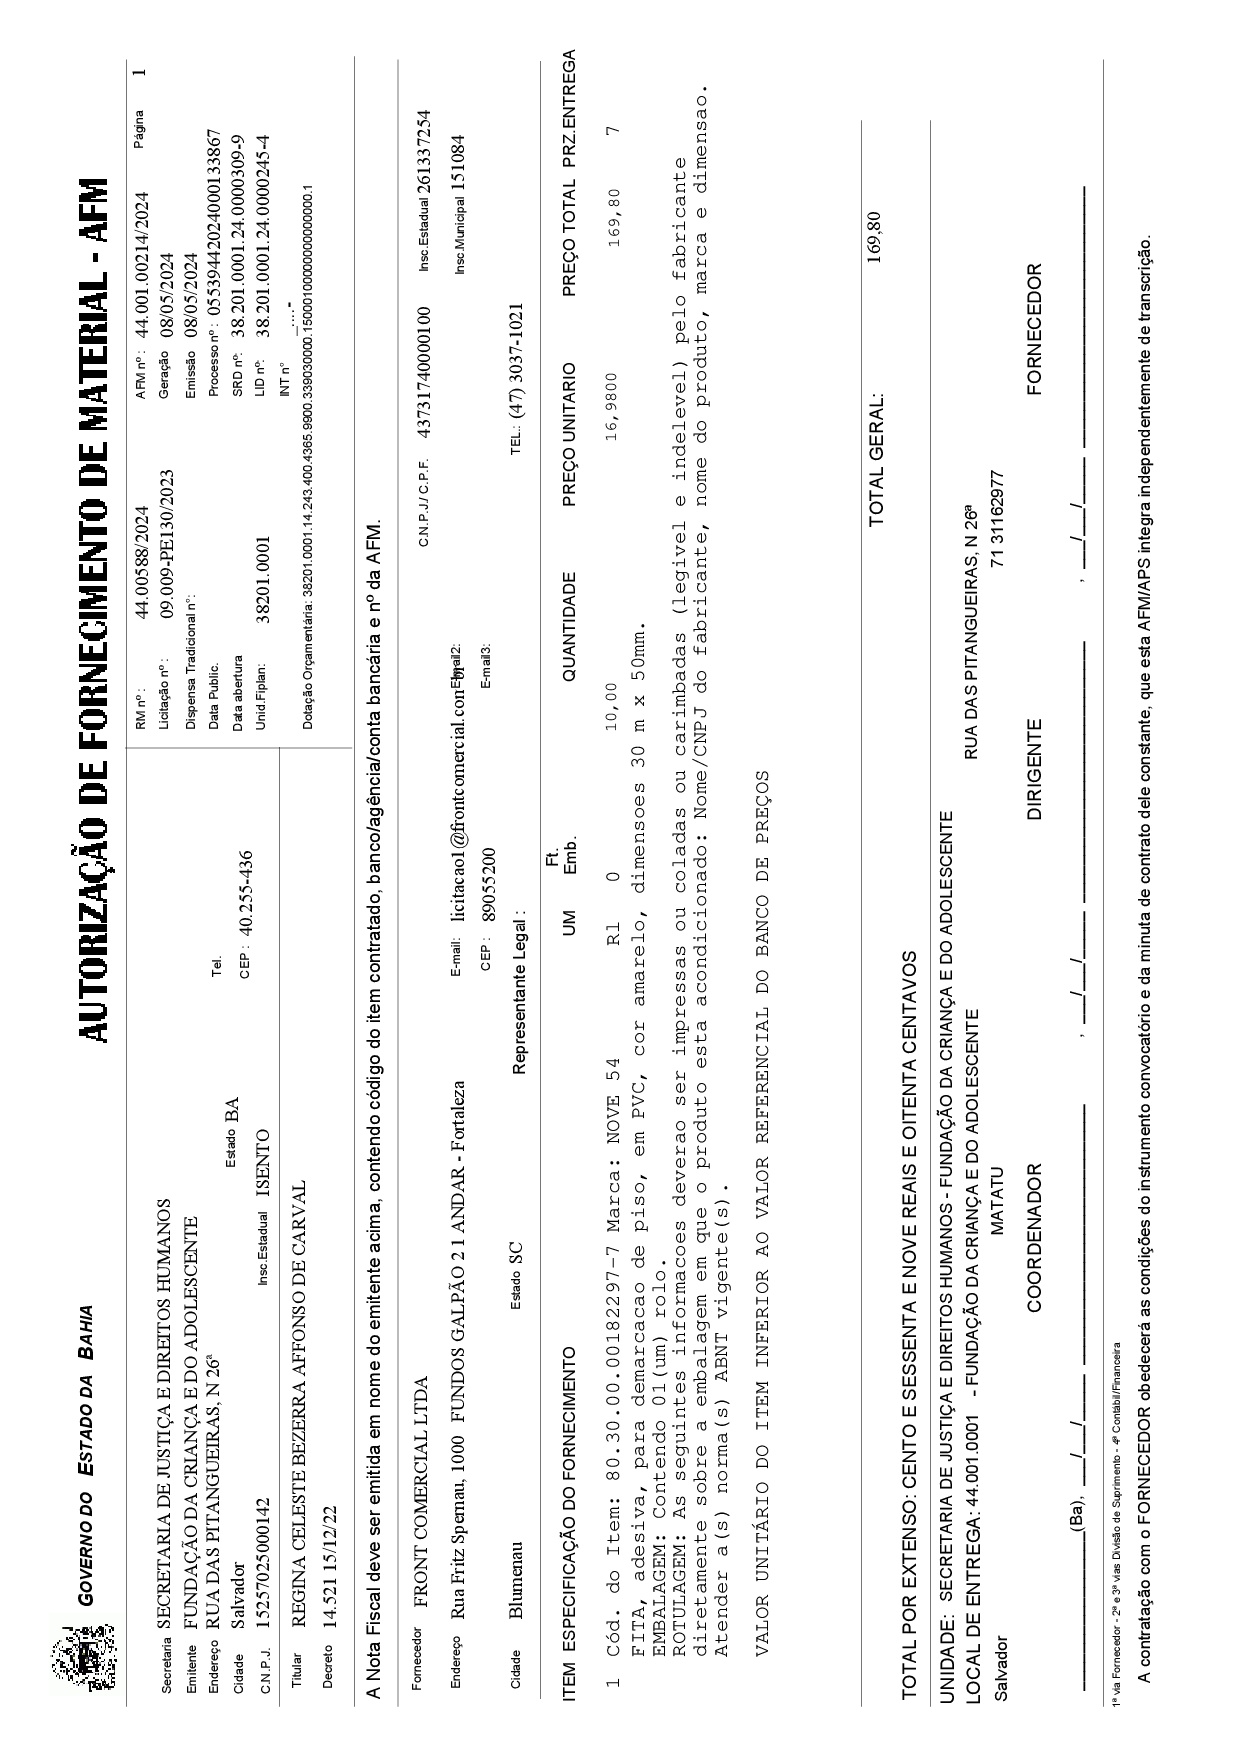 GOVERNO DO ESTADO DA BAHIA
AUTORIZAÇÃO DE FORNECIMENTO DE MATERIAL - AFM
RM nº : 44.00588/2024 AFM nº : 44.001.00214/2024 Página 1
Secretaria SECRETARIA DE JUSTIÇA E DIREITOS HUMANOS Licitação nº : 09.009-PE130/2023 Geração 08/05/2024
Emitente FUNDAÇÃO DA CRIANÇA E DO ADOLESCENTE Dispensa Tradicional n°: Emissão 08/05/2024
Endereço RUA DAS PITANGUEIRAS, N 26ª Tel. Data Public. Processo nº : 05539442024000133867
Cidade Salvador Estado BA CEP : 40.255-436 Data abertura SRD nº: 38.201.0001.24.0000309-9
C.N.P.J. 15257025000142 Insc.Estadual ISENTO Unid.Fiplan: 38201.0001 LID nº: 38.201.0001.24.0000245-4
INT n° _....-
Titular REGINA CELESTE BEZERRA AFFONSO DE CARVAL Dotação Orçamentária: 38201.0001.14.243.400.4365.9900.339030000.15000100000000000000.1
Decreto 14.521 15/12/22
A Nota Fiscal deve ser emitida em nome do emitente acima, contendo código do item contratado, banco/agência/conta bancária e nº da AFM.
Fornecedor FRONT COMERCIAL LTDA C.N.P.J./ C.P.F. 43731740000100 Insc.Estadual 261337254
Endereço Rua Fritz Spernau, 1000 FUNDOS GALPÃO 2 1 ANDAR - Fortaleza E-mail: licitacao1@frontcomercial.com.br E-mail2: Insc.Municipal 151084
CEP : 89055200 E-mail3:
Cidade Blumenau Estado SC Representante Legal : TEL.: (47) 3037-1021
ITEM ESPECIFICAÇÃO DO FORNECIMENTO UM Ft. Emb. QUANTIDADE PREÇO UNITARIO PREÇO TOTAL PRZ.ENTREGA
1 Cód. do Item: 80.30.00.00182297-7 Marca: NOVE 54 Rl 0 10,00 16,9800 169,80 7
FITA, adesiva, para demarcacao de piso, em PVC, cor amarelo, dimensoes 30 m x 50mm.
EMBALAGEM: Contendo 01(um) rolo.
ROTULAGEM: As seguintes informacoes deverao ser impressas ou coladas ou carimbadas (legivel e indelevel) pelo fabricante
diretamente sobre a embalagem em que o produto esta acondicionado: Nome/CNPJ do fabricante, nome do produto, marca e dimensao.
Atender a(s) norma(s) ABNT vigente(s).
VALOR UNITÁRIO DO ITEM INFERIOR AO VALOR REFERENCIAL DO BANCO DE PREÇOS
TOTAL GERAL: 169,80
TOTAL POR EXTENSO: CENTO E SESSENTA E NOVE REAIS E OITENTA CENTAVOS
UNIDADE: SECRETARIA DE JUSTIÇA E DIREITOS HUMANOS - FUNDAÇÃO DA CRIANÇA E DO ADOLESCENTE
LOCAL DE ENTREGA: 44.001.0001 - FUNDAÇÃO DA CRIANÇA E DO ADOLESCENTE RUA DAS PITANGUEIRAS, N 26ª
Salvador MATATU 71 31162977
COORDENADOR DIRIGENTE FORNECEDOR
_________________(Ba), ___/___/_____ ____________________________ , ___/___/_____ ____________________________ , ___/___/_____ ____________________________
1ª via Fornecedor - 2ª e 3ª vias Divisão de Suprimento - 4ª Contábil/Financeira
A contratação com o FORNECEDOR obedecerá as condições do instrumento convocatório e da minuta de contrato dele constante, que esta AFM/APS integra independentemente de transcrição.